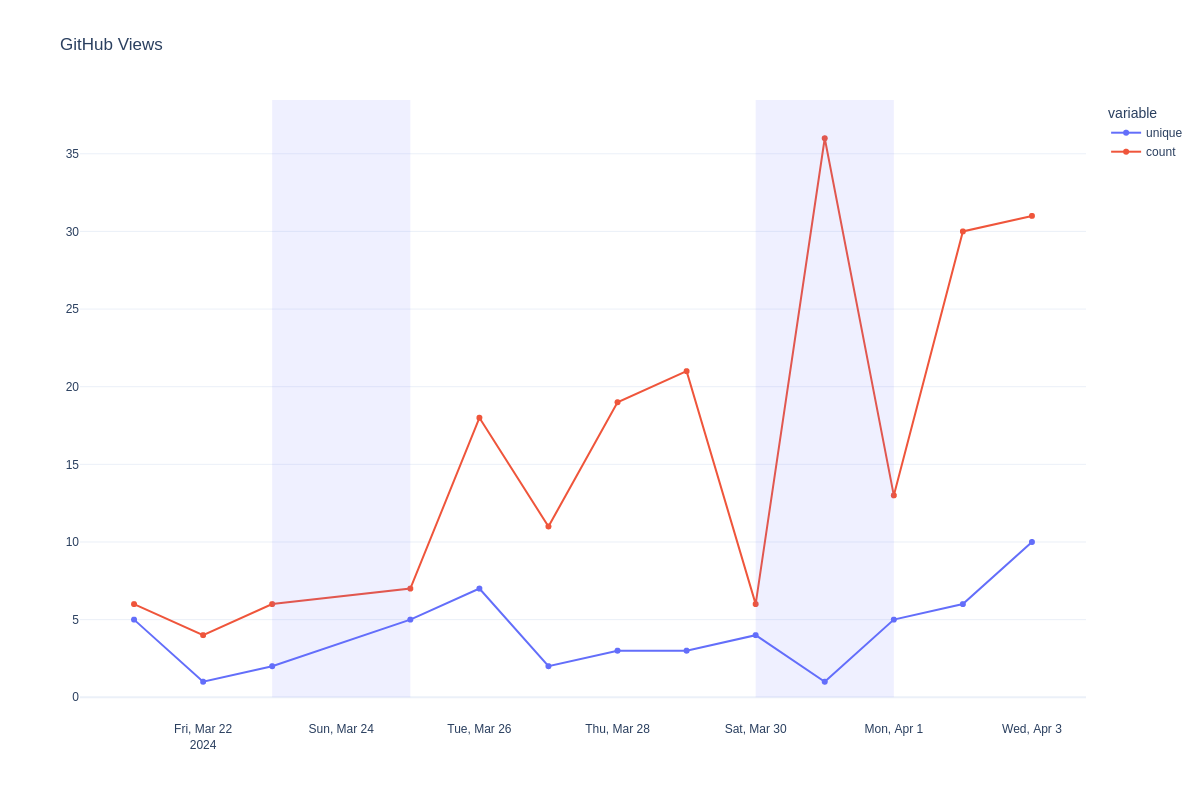 GitHub Views
variable
unique
count
35
30
25
20
15
10
5
0
Fri, Mar 22
2024
Sun, Mar 24
Tue, Mar 26
Thu, Mar 28
Sat, Mar 30
Mon, Apr 1
Wed, Apr 3